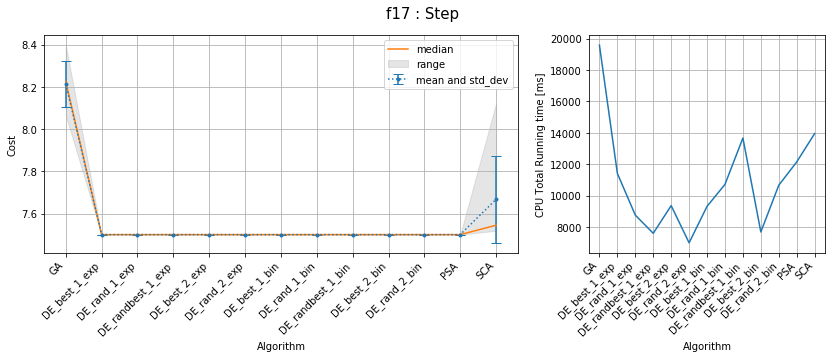 f17 : Step
8.4
8.2
8.0
7.8
7.6
Cost
median
range
mean and std_dev
GA
DE_best_1_exp
DE_rand_1_exp
DE_randbest_1_exp
DE_best_2_exp
DE_rand_2_exp
DE_best_1_bin
DE_rand_1_bin
DE_randbest_1_bin
DE_best_2_bin
DE_rand_2_bin
PSA
SCA
Algorithm
20000
18000
16000
14000
12000
10000
8000
CPU Total Running time [ms]
GA
DE_best_1_exp
DE_rand_1_exp
DE_randbest_1_exp
DE_best_2_exp
DE_rand_2_exp
DE_best_1_bin
DE_rand_1_bin
DE_randbest_1_bin
DE_best_2_bin
DE_rand_2_bin
PSA
SCA
Algorithm